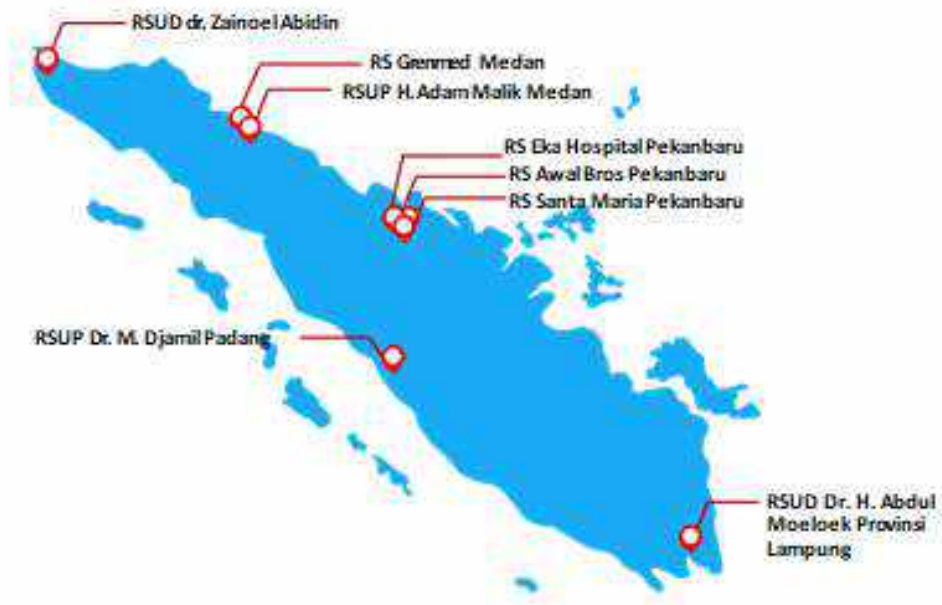 RSUD dr. Zainoel Abidin
RS Grenmed Medan
RSUP H. Adam Malik Medan
RS Eka Hospital Pekanbaru
RS Awal Bros Pekanbaru
RS Santa Maria Pekanbaru
RSUP Dr. M. Djamil Padang
RSUD Dr. H. Abdul
Moeloek Provinsi
Lampung